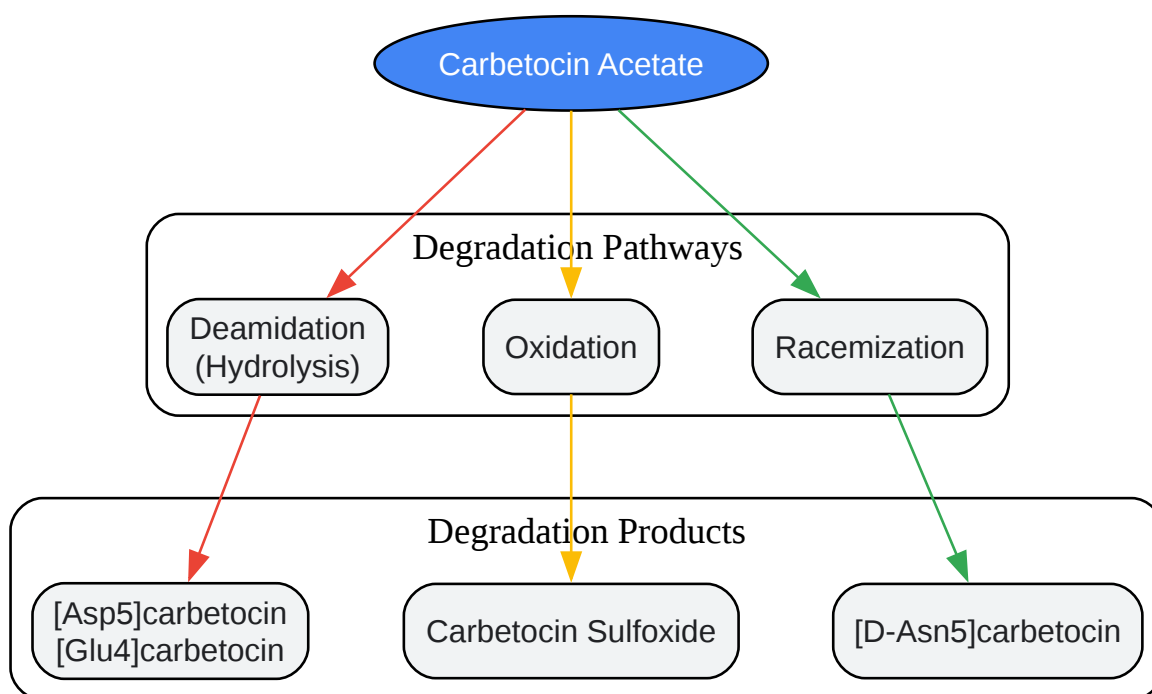 Carbetocin Acetate
Degradation Pathways
Deamidation
(Hydrolysis)
Oxidation
Racemization
Degradation Products
[Asp5]carbetocin
[Glu4]carbetocin
Carbetocin Sulfoxide
[D-Asn5]carbetocin